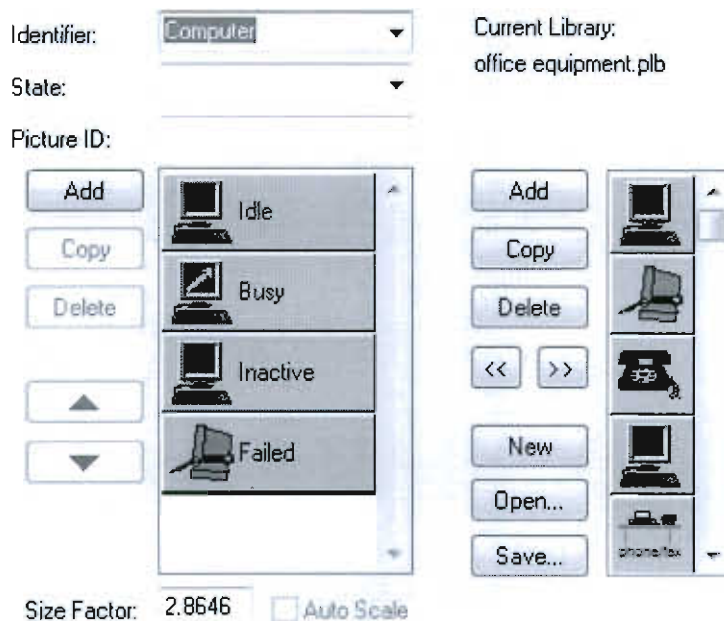 Identifier:
Computer
Current Library:
office equipment.plb
State:
Picture ID:
Add
Copy
Delete
Idle
Busy
Inactive
Failed
Add
Copy
Delete
<<
>>
New
Open...
Save...
phone/fax
Size Factor:
2.8646
Auto Scale